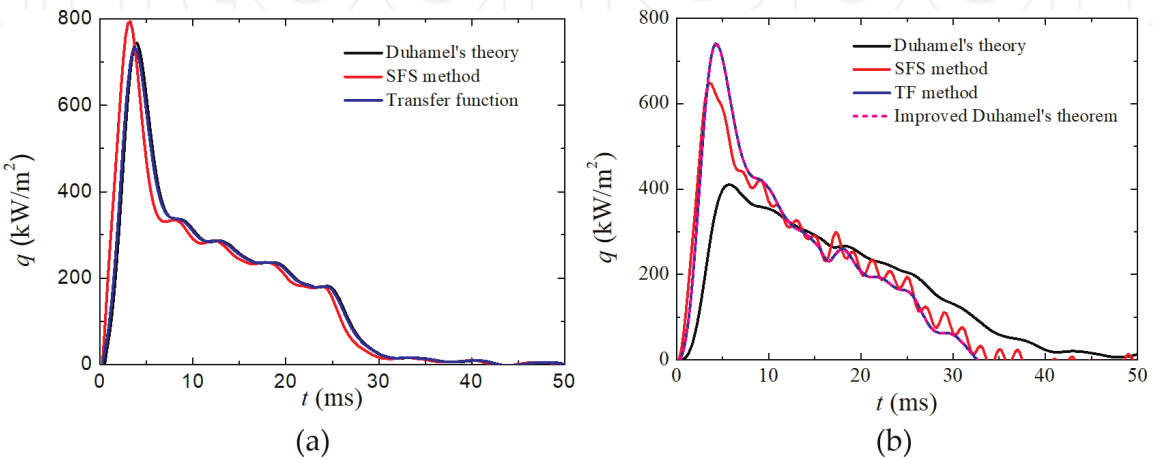 800
600
400
200
0
q (kW/m²)
Duhamel's theory
SFS method
Transfer function
0 10 20 30 40 50
t (ms)
(a)
800
600
400
200
0
q (kW/m²)
Duhamel's theory
SFS method
TF method
Improved Duhamel's theorem
0 10 20 30 40 50
t (ms)
(b)